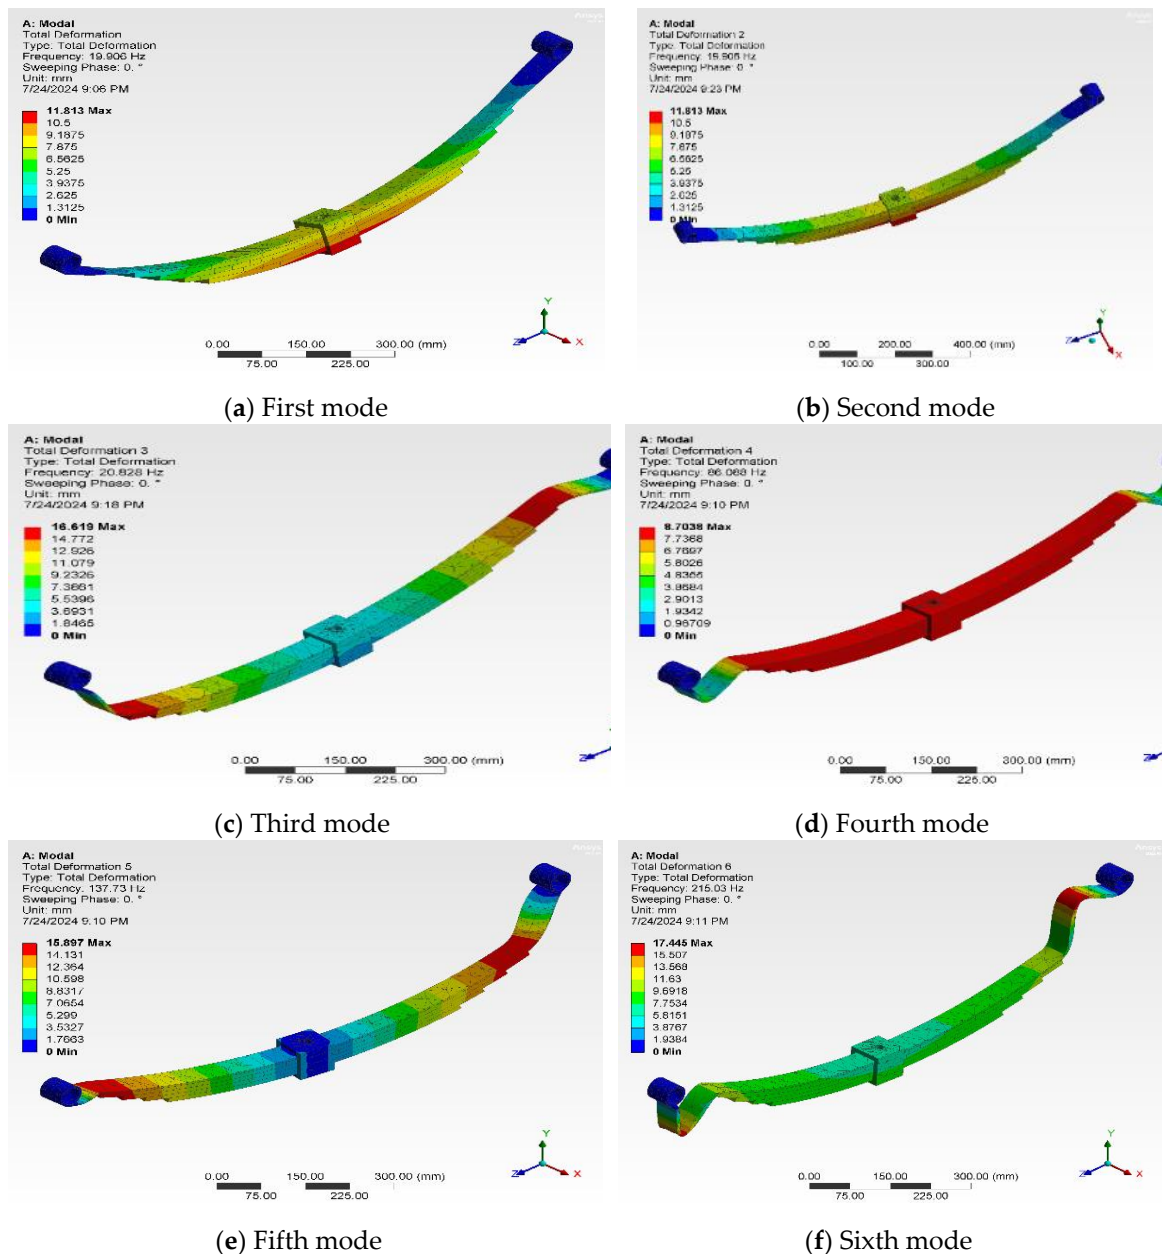 A: Modal
Total Deformation
Type: Total Deformation
Frequency: 19.906 Hz
Sweeping Phase: 0. °
Unit: mm
7/24/2024 9:06 PM
11.813 Max
10.5
9.1875
7.875
6.5625
5.25
3.9375
2.625
1.3125
0 Min
0.00 150.00 300.00 (mm)
75.00 225.00
Y
Z X
(a) First mode
A: Modal
Total Deformation 2
Type: Total Deformation
Frequency: 19.906 Hz
Sweeping Phase: 0. °
Unit: mm
7/24/2024 9:23 PM
11.813 Max
10.5
9.1875
7.875
6.5625
5.25
3.9375
2.625
1.3125
0 Min
0.00 200.00 400.00 (mm)
100.00 300.00
Y
Z X
(b) Second mode
A: Modal
Total Deformation 3
Type: Total Deformation
Frequency: 20.828 Hz
Sweeping Phase: 0. °
Unit: mm
7/24/2024 9:18 PM
16.619 Max
14.772
12.926
11.079
9.2326
7.3861
5.5396
3.6931
1.8465
0 Min
0.00 150.00 300.00 (mm)
75.00 225.00
Z
(c) Third mode
A: Modal
Total Deformation 4
Type: Total Deformation
Frequency: 86.088 Hz
Sweeping Phase: 0. °
Unit: mm
7/24/2024 9:10 PM
8.7038 Max
7.7368
6.7697
5.8026
4.8355
3.8684
2.9013
1.9342
0.96709
0 Min
0.00 150.00 300.00 (mm)
75.00 225.00
Z
(d) Fourth mode
A: Modal
Total Deformation 5
Type: Total Deformation
Frequency: 137.73 Hz
Sweeping Phase: 0. °
Unit: mm
7/24/2024 9:10 PM
15.897 Max
14.131
12.364
10.598
8.8317
7.0654
5.299
3.5327
1.7663
0 Min
0.00 150.00 300.00 (mm)
75.00 225.00
Y
Z X
(e) Fifth mode
A: Modal
Total Deformation 6
Type: Total Deformation
Frequency: 215.03 Hz
Sweeping Phase: 0. °
Unit: mm
7/24/2024 9:11 PM
17.445 Max
15.507
13.568
11.63
9.6918
7.7534
5.8151
3.8767
1.9384
0 Min
0.00 150.00 300.00 (mm)
75.00 225.00
Y
Z X
(f) Sixth mode